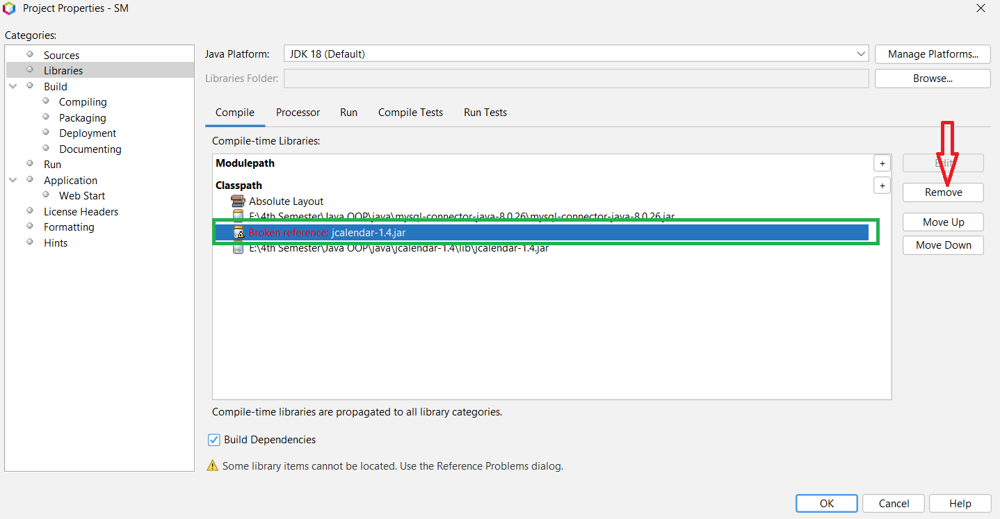 Project Properties - SM
Categories:
Sources
Libraries
Build
Compiling
Packaging
Deployment
Documenting
Run
Application
Web Start
License Headers
Formatting
Hints
Java Platform:
JDK 18 (Default)
Manage Platforms...
Libraries Folder:
Browse...
Compile Processor Run Compile Tests Run Tests
Compile-time Libraries:
Modulepath
+
Classpath
+
Absolute Layout
E:\4th Semester\Java OOP\java\mysql-connector-java-8.0.26\mysql-connector-java-8.0.26.jar
Broken reference: jcalendar-1.4.jar
E:\4th Semester\Java OOP\java\jcalendar-1.4\lib\jcalendar-1.4.jar
Edit
Remove
Move Up
Move Down
Compile-time libraries are propagated to all library categories.
Build Dependencies
Some library items cannot be located. Use the Reference Problems dialog.
OK Cancel Help